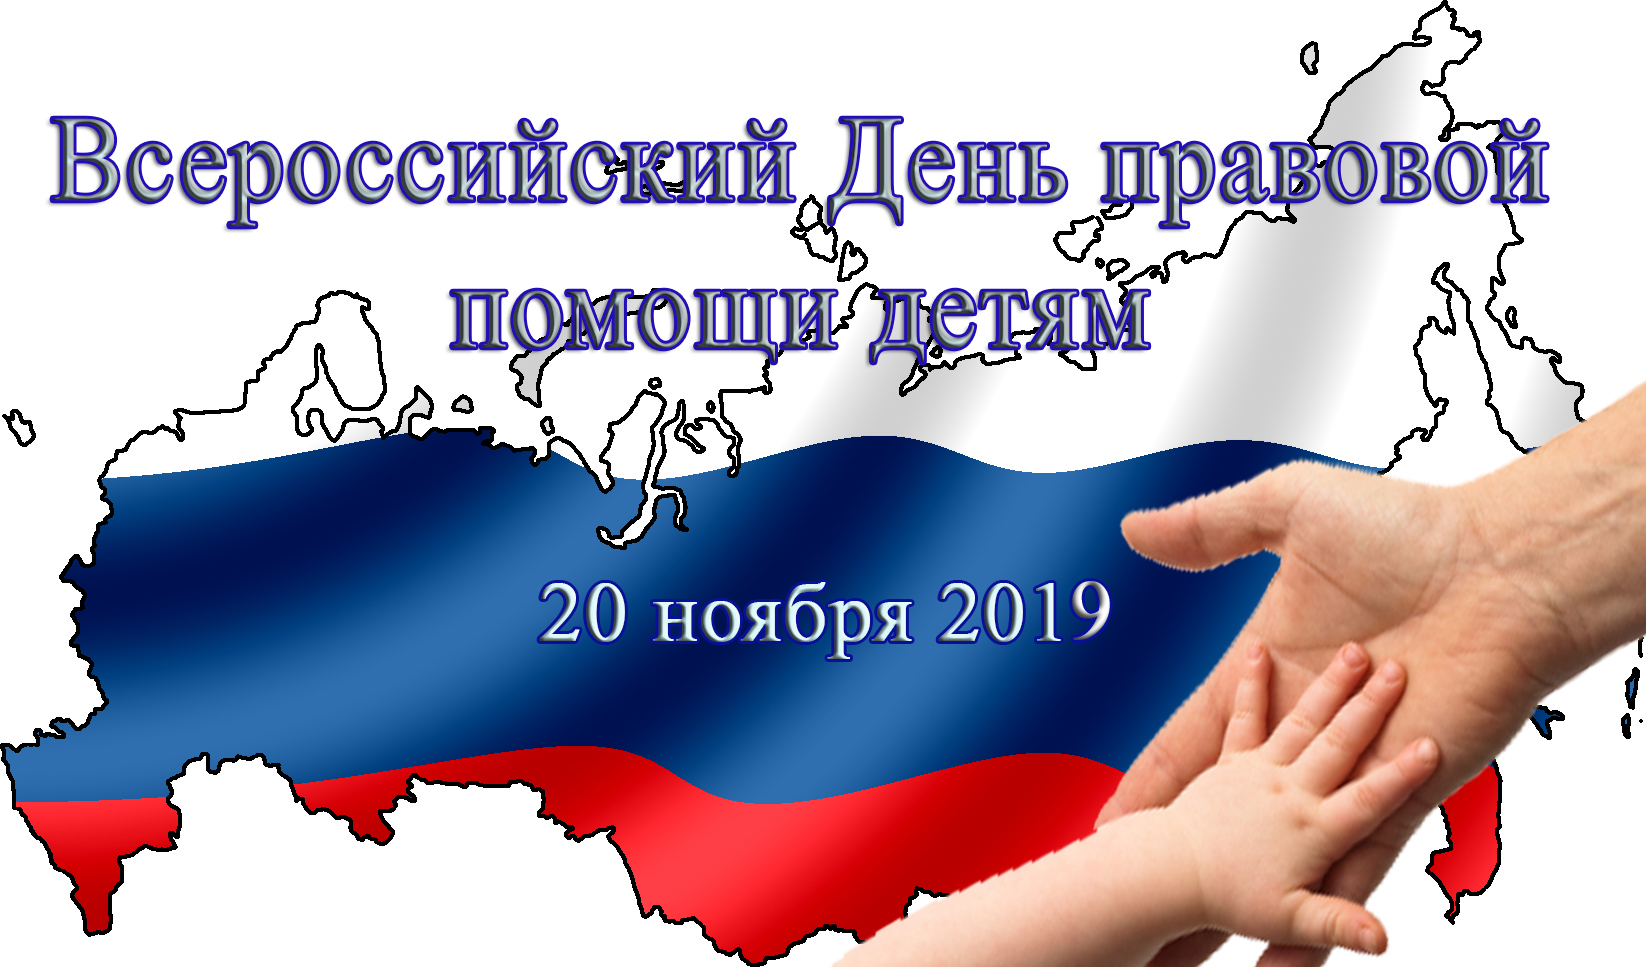 Всероссийский День правовой
помощи детям
20 ноября 2019